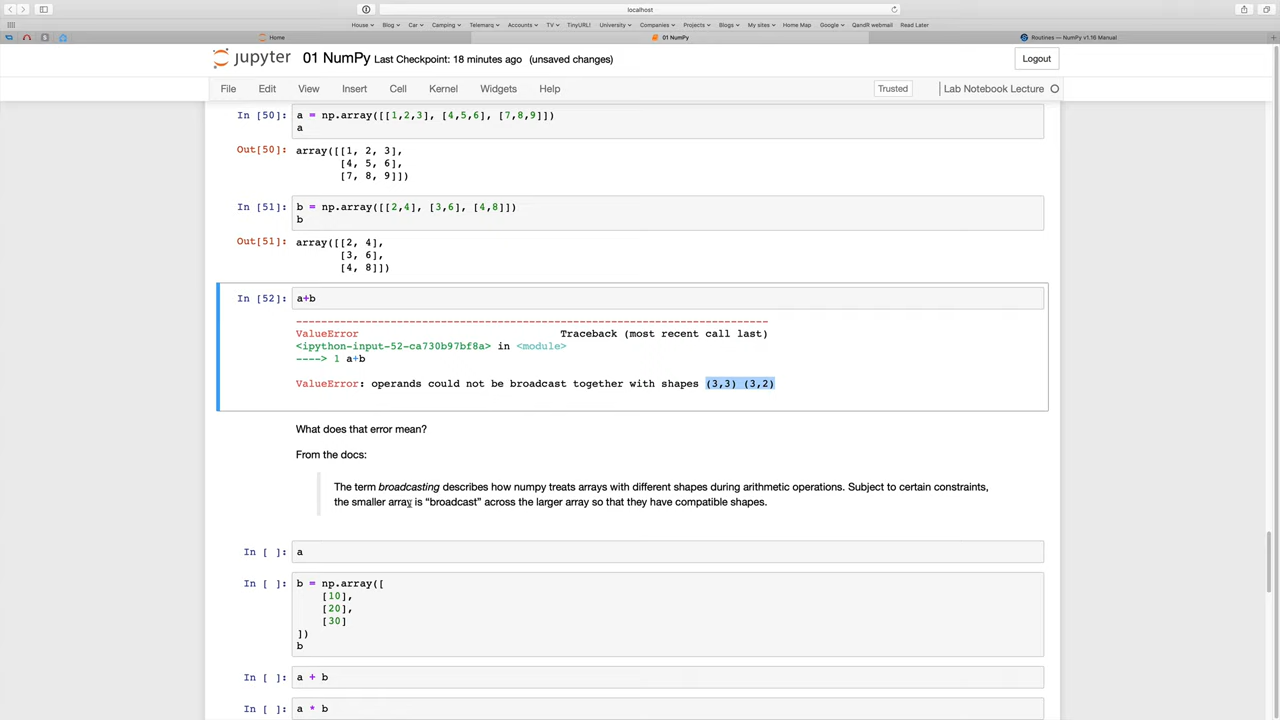 localhost
House Blog Car Camping Telemarq Accounts TV TinyURL! University Companies Projects Blogs My sites Home Map Google QandR webmail Read Later
Home
01 NumPy
Routines — NumPy v1.16 Manual
jupyter 01 NumPy Last Checkpoint: 18 minutes ago (unsaved changes)
Logout
File Edit View Insert Cell Kernel Widgets Help
Trusted
Lab Notebook Lecture
In [50]: a = np.array([[1,2,3], [4,5,6], [7,8,9]])
a
Out[50]: array([[1, 2, 3],
[4, 5, 6],
[7, 8, 9]])
In [51]: b = np.array([[2,4], [3,6], [4,8]])
b
Out[51]: array([[2, 4],
[3, 6],
[4, 8]])
In [52]: a+b
---------------------------------------------------------------------------
ValueError Traceback (most recent call last)
<ipython-input-52-ca730b97bf8a> in <module>
----> 1 a+b
ValueError: operands could not be broadcast together with shapes (3,3) (3,2)
What does that error mean?
From the docs:
The term broadcasting describes how numpy treats arrays with different shapes during arithmetic operations. Subject to certain constraints,
the smaller array is “broadcast” across the larger array so that they have compatible shapes.
In [ ]: a
In [ ]: b = np.array([
[10],
[20],
[30]
])
b
In [ ]: a + b
In [ ]: a * b